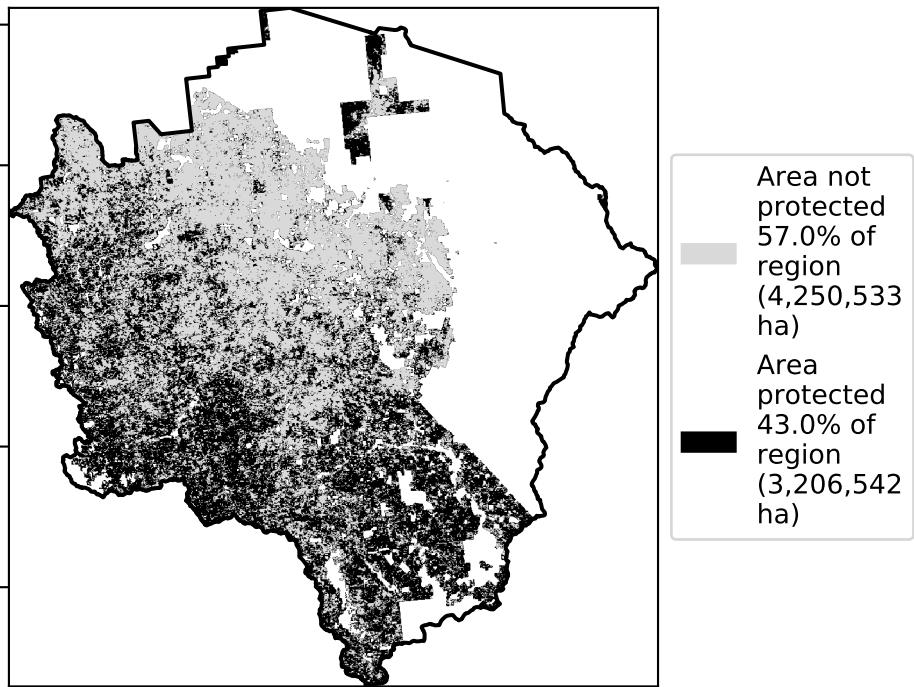 Area not
protected
57.0% of
region
(4,250,533
ha)
Area
protected
43.0% of
region
(3,206,542
ha)